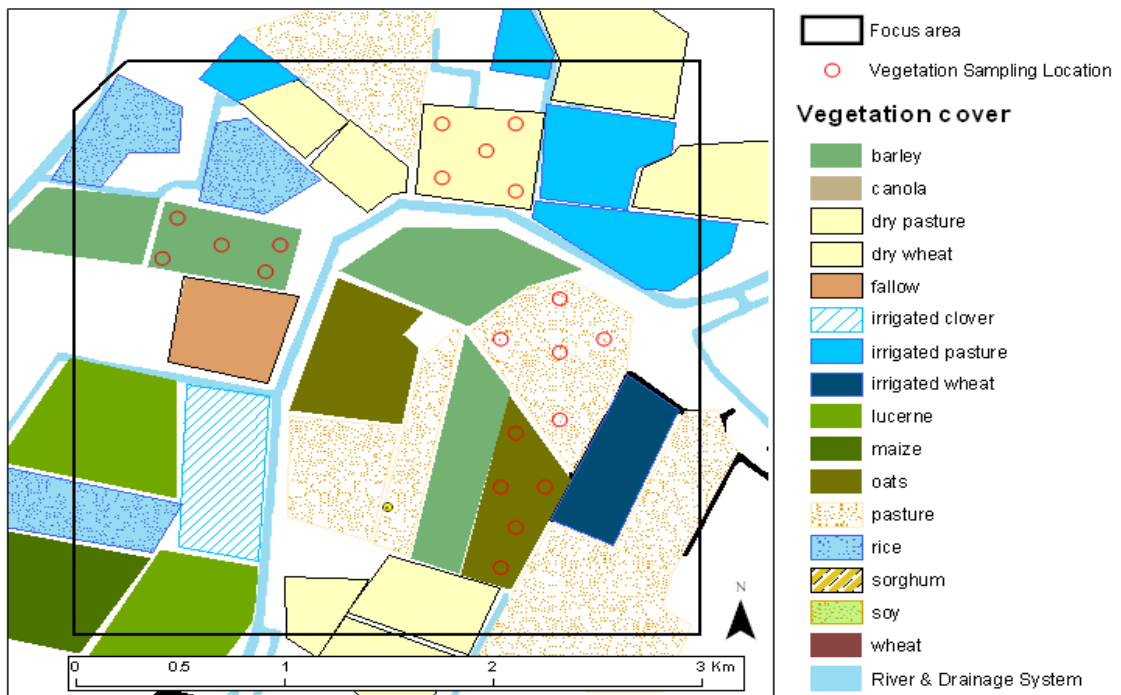 Focus area
Vegetation Sampling Location
Vegetation cover
barley
canola
dry pasture
dry wheat
fallow
irrigated clover
irrigated pasture
irrigated wheat
lucerne
maize
oats
pasture
rice
sorghum
soy
wheat
River & Drainage System
N
0 0.5 1 2 3 Km